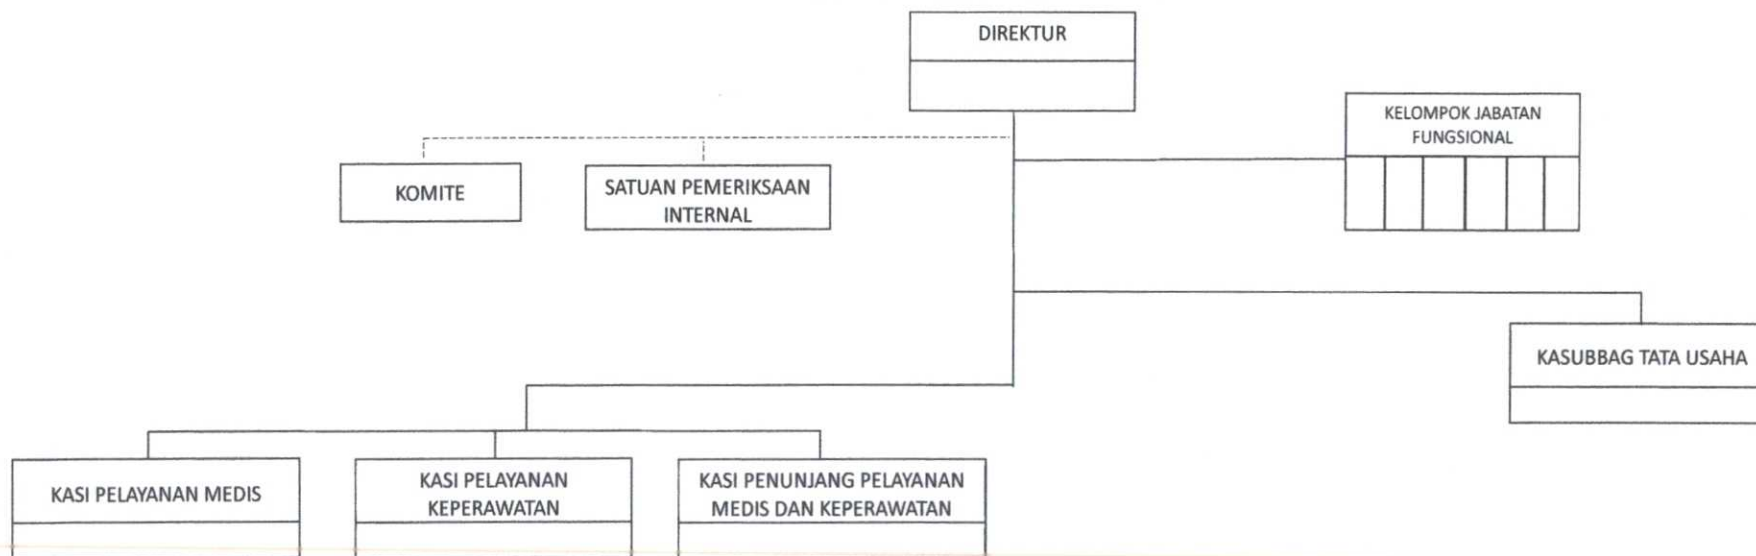 DIREKTUR
KELOMPOK JABATAN
FUNGSIONAL
KOMITE
SATUAN PEMERIKSAAN
INTERNAL
KASUBBAG TATA USAHA
KASI PELAYANAN MEDIS
KASI PELAYANAN
KEPERAWATAN
KASI PENUNJANG PELAYANAN
MEDIS DAN KEPERAWATAN